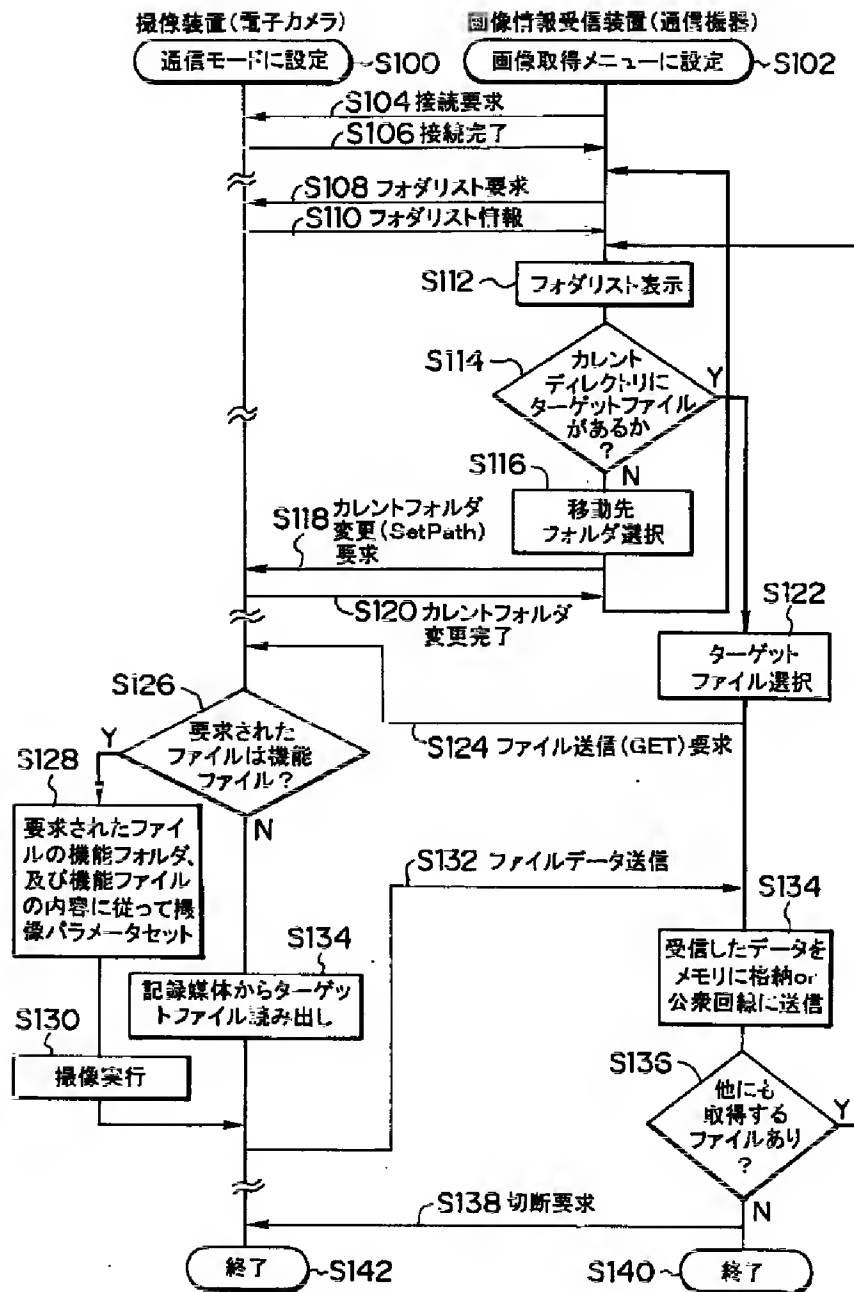 撮像装置(電子カメラ)
画像情報受信装置(通信機器)
通信モードに設定
S100
画像取得メニューに設定
S102
S104 接続要求
S106 接続完了
S108 フォダリスト要求
S110 フォダリスト情報
S112
フォダリスト表示
S114
カレント
ディレクトリに
ターゲットファイル
があるか
?
Y
N
S116
移動先
フォルダ選択
S118 カレントフォルダ
変更(SetPath)
要求
S120 カレントフォルダ
変更完了
S122
ターゲット
ファイル選択
S124 ファイル送信(GET)要求
S126
要求された
ファイルは機能
ファイル?
Y
N
S128
要求されたファ
イルの機能フォルダ、
及び機能ファイル
の内容に従って撮
像パラメータセット
S130
撮像実行
S134
記録媒体からターゲット
ファイル読み出し
S132 ファイルデータ送信
S134
受信したデータを
メモリに格納or
公衆回線に送信
S136
他にも
取得する
ファイルあり
?
Y
N
S138 切断要求
終了
S142
S140
終了